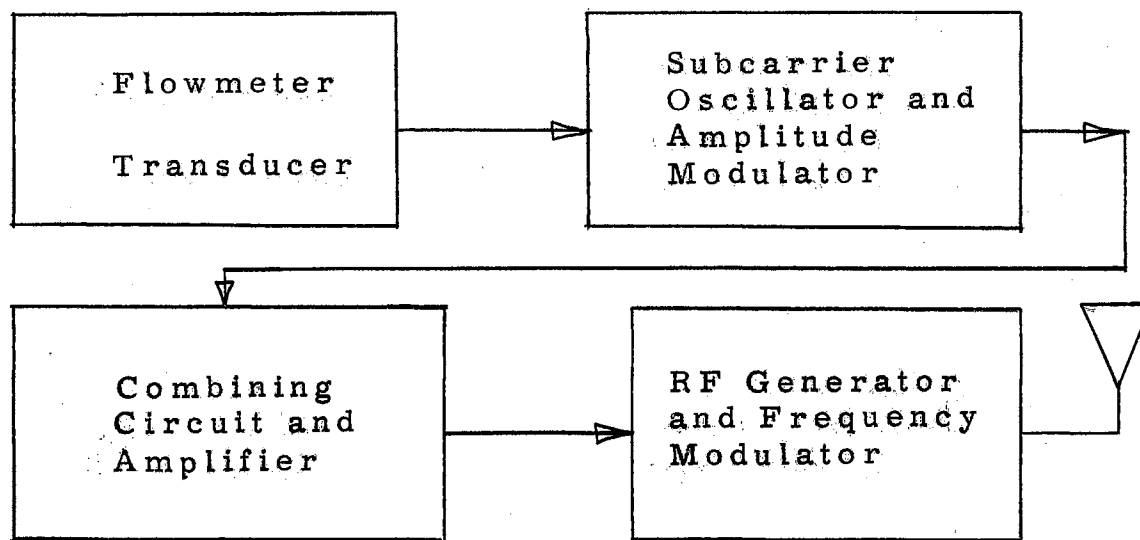 Flowmeter
Transducer
Subcarrier
Oscillator and
Amplitude
Modulator
Combining
Circuit and
Amplifier
RF Generator
and Frequency
Modulator